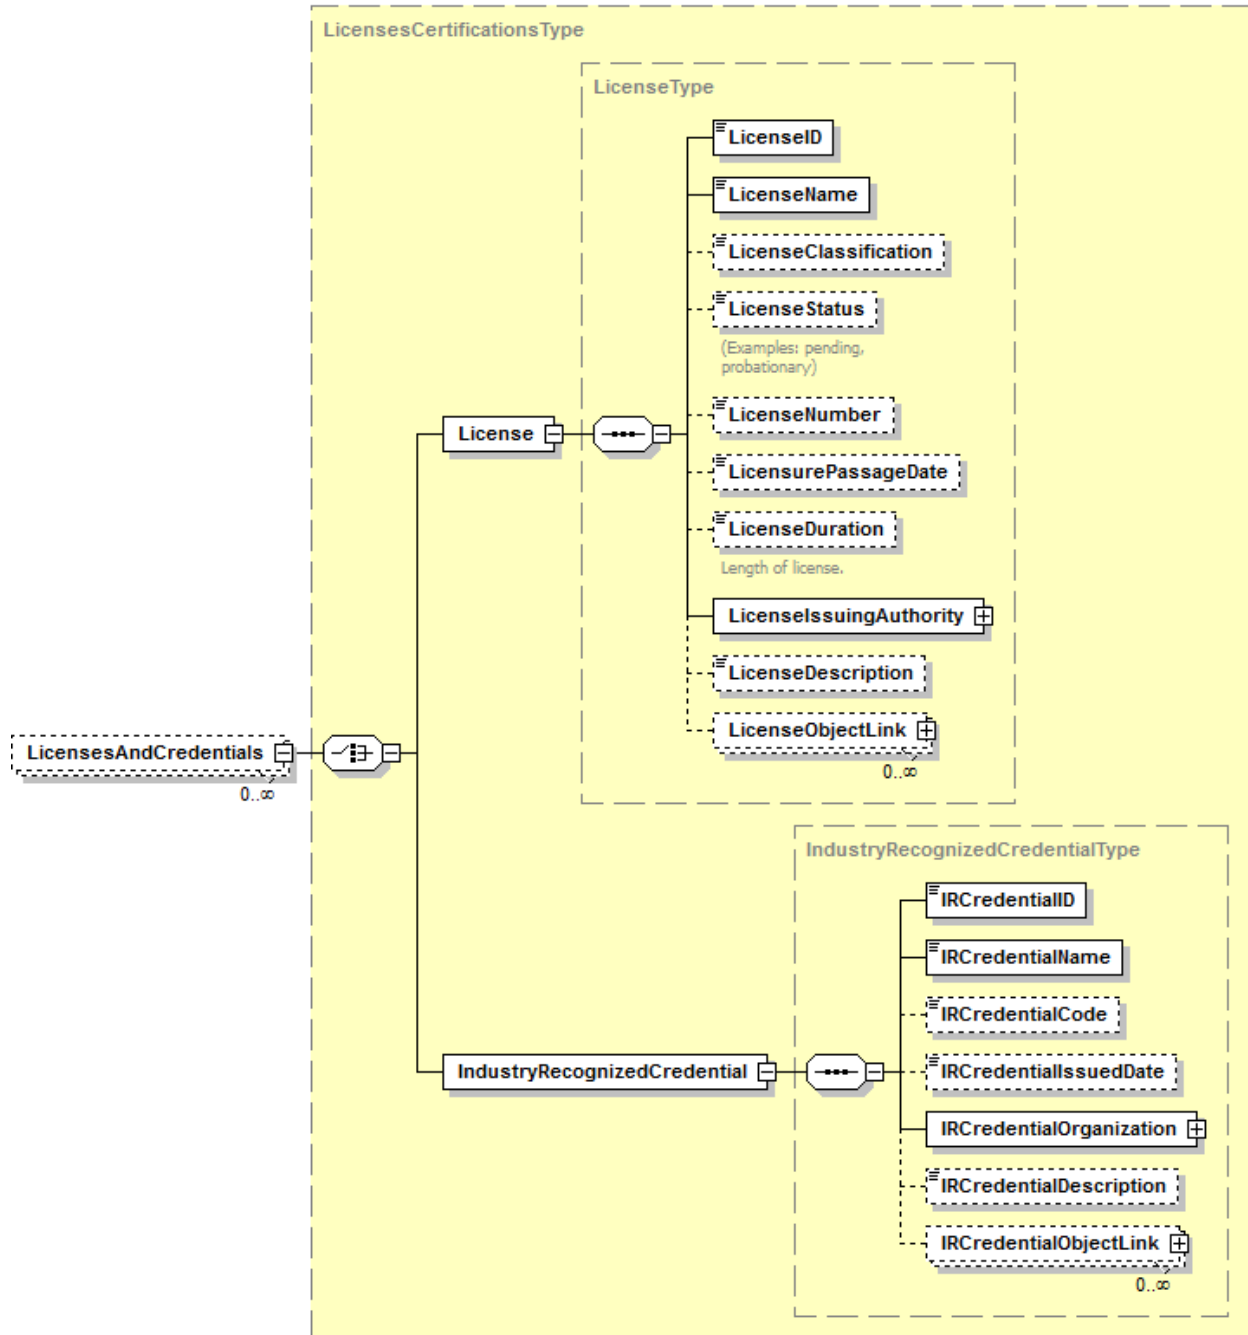 LicensesCertificationsType
LicenseType
LicenseID
LicenseName
LicenseClassification
LicenseStatus
(Examples: pending,
probationary)
LicenseNumber
License
LicensurePassageDate
LicenseDuration
Length of license.
LicenseIssuingAuthority
LicenseDescription
LicenseObjectLink
0..∞
LicensesAndCredentials
0..∞
IndustryRecognizedCredentialType
IRCredentialID
IRCredentialName
IRCredentialCode
IndustryRecognizedCredential
IRCredentialIssuedDate
IRCredentialOrganization
IRCredentialDescription
IRCredentialObjectLink
0..∞